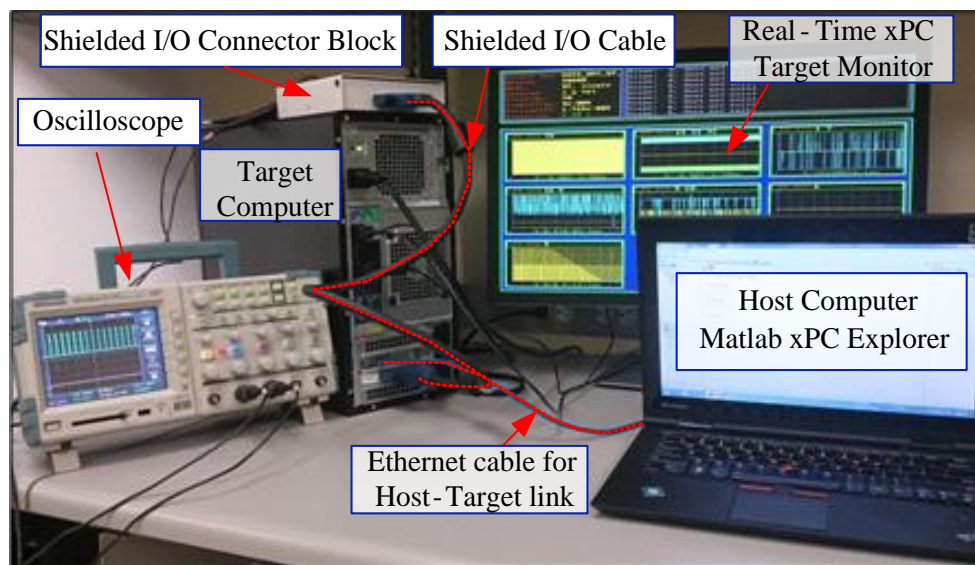 Shielded I/O Connector Block
Shielded I/O Cable
Real - Time xPC
Target Monitor
Oscilloscope
Target
Computer
Host Computer
Matlab xPC Explorer
Ethernet cable for
Host - Target link